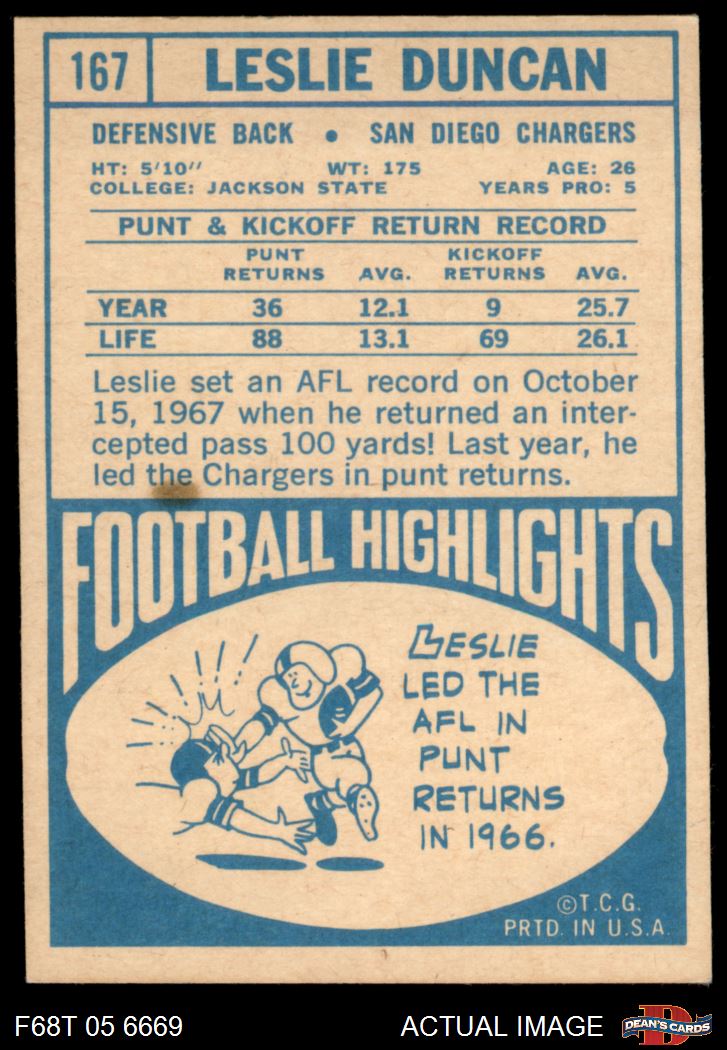 167 LESLIE DUNCAN
DEFENSIVE BACK • SAN DIEGO CHARGERS
HT: 5'10" WT: 175 AGE: 26
COLLEGE: JACKSON STATE YEARS PRO: 5
PUNT & KICKOFF RETURN RECORD
PUNT KICKOFF
RETURNS AVG. RETURNS AVG.
YEAR 36 12.1 9 25.7
LIFE 88 13.1 69 26.1
Leslie set an AFL record on October
15, 1967 when he returned an inter-
cepted pass 100 yards! Last year, he
led the Chargers in punt returns.
FOOTBALL HIGHLIGHTS
LESLIE
LED THE
AFL IN
PUNT
RETURNS
IN 1966.
©T.C.G.
PRTD. IN U.S.A.
F68T 05 6669 ACTUAL IMAGE D DEAN'S CARDS